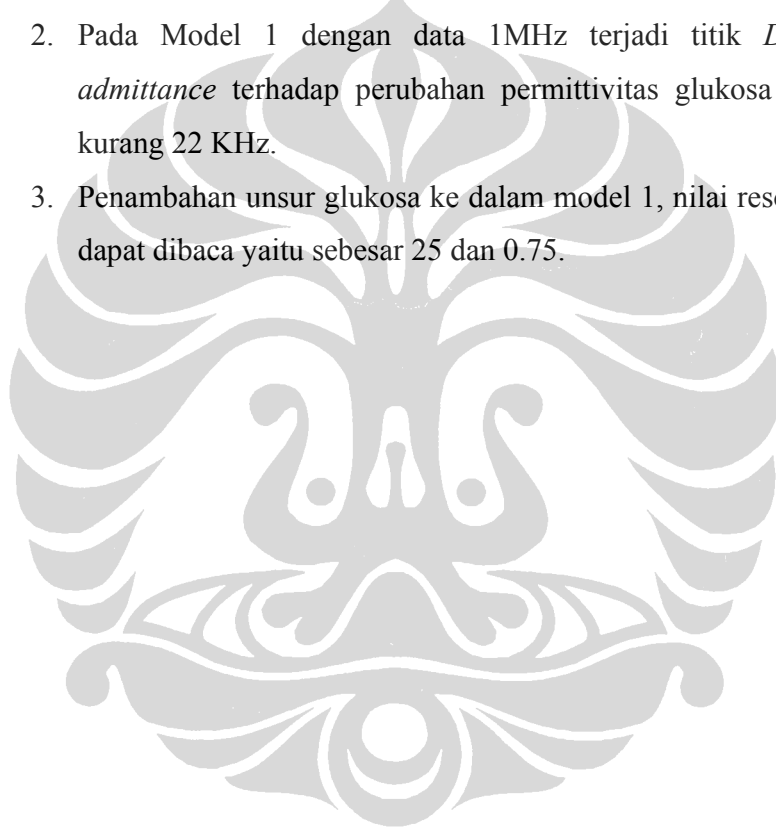 2. Pada Model 1 dengan data 1MHz terjadi titik
admittance terhadap perubahan permittivitas glukosa
kurang 22 KHz.
3. Penambahan unsur glukosa ke dalam model 1, nilai
dapat dibaca yaitu sebesar 25 dan 0.75.